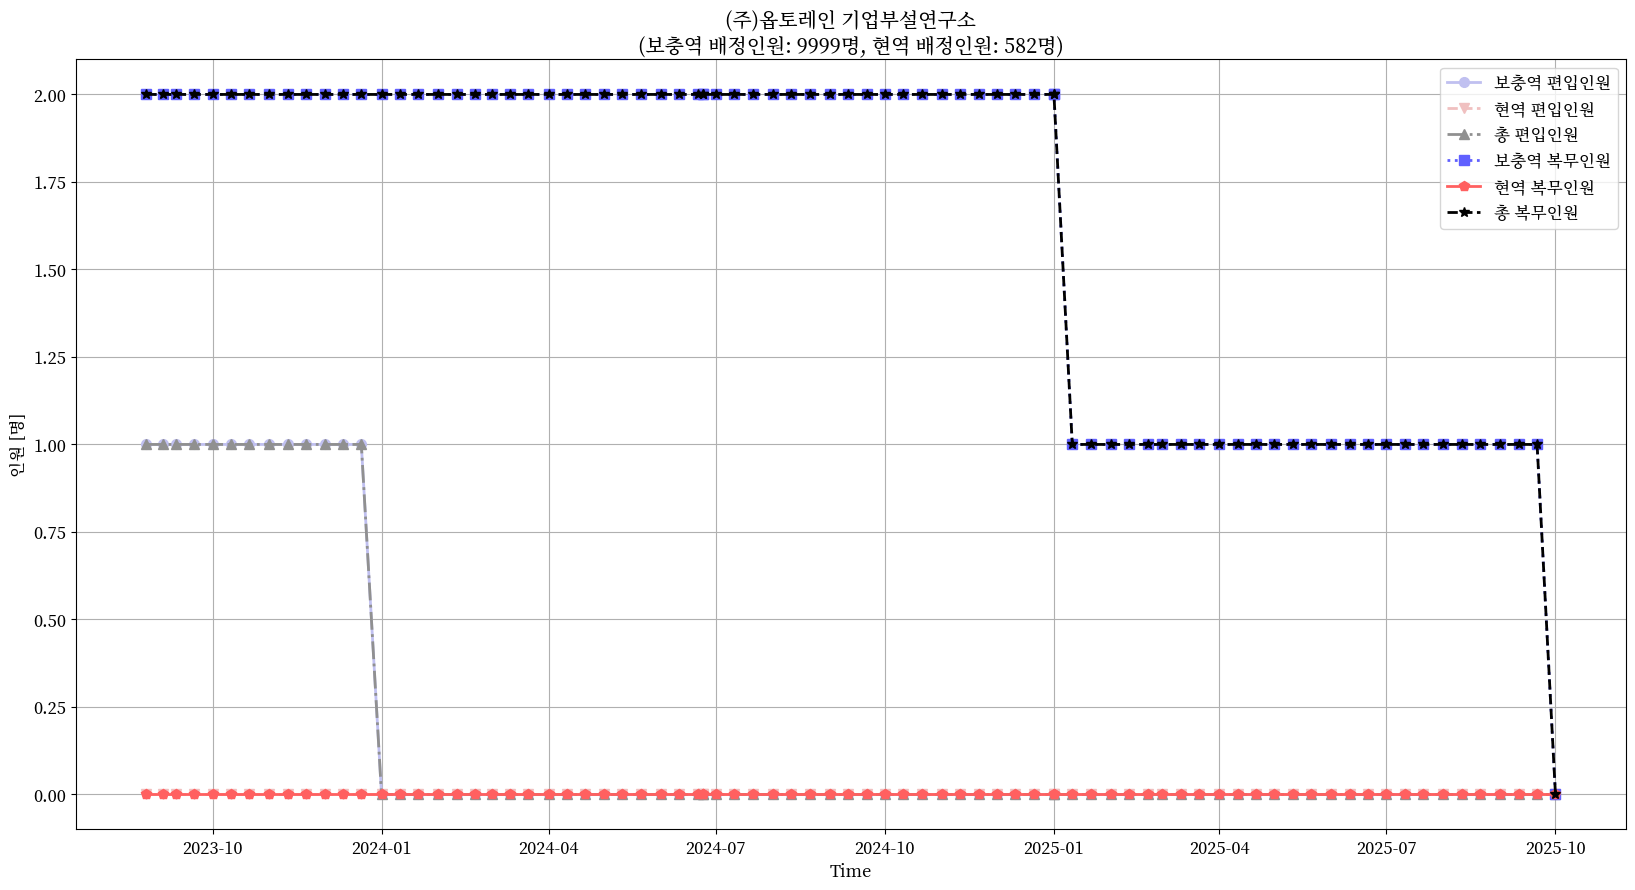 (주)옵토레인 기업부설연구소
(보충역 배정인원: 9999명, 현역 배정인원: 582명)
보충역 편입인원
현역 편입인원
총 편입인원
보충역 복무인원
현역 복무인원
총 복무인원
인원 [명]
2.00
1.75
1.50
1.25
1.00
0.75
0.50
0.25
0.00
2023-10
2024-01
2024-04
2024-07
2024-10
2025-01
2025-04
2025-07
2025-10
Time